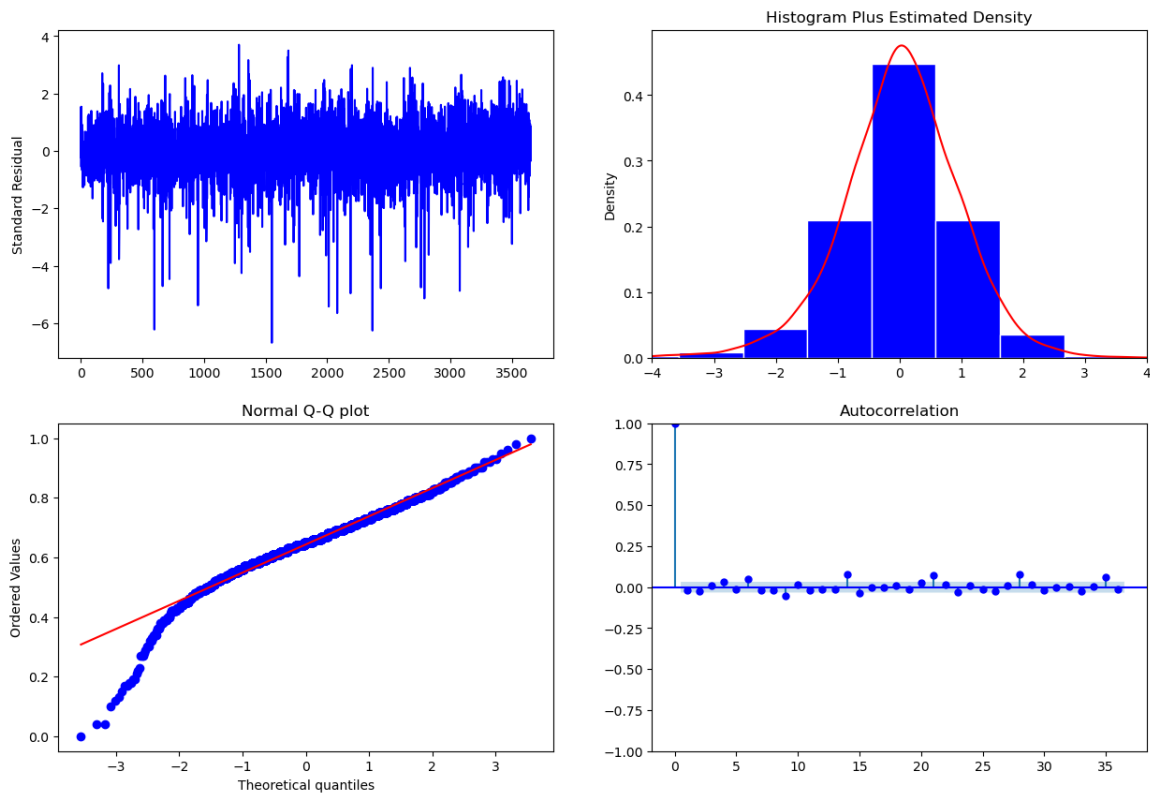 4
2
0
−2
−4
−6
Standard Residual
0 500 1000 1500 2000 2500 3000 3500
Histogram Plus Estimated Density
0.4
0.3
0.2
0.1
0.0
Density
−4 −3 −2 −1 0 1 2 3 4
Normal Q-Q plot
1.0
0.8
0.6
0.4
0.2
0.0
Ordered Values
−3 −2 −1 0 1 2 3
Theoretical quantiles
Autocorrelation
1.00
0.75
0.50
0.25
0.00
−0.25
−0.50
−0.75
−1.00
0 5 10 15 20 25 30 35